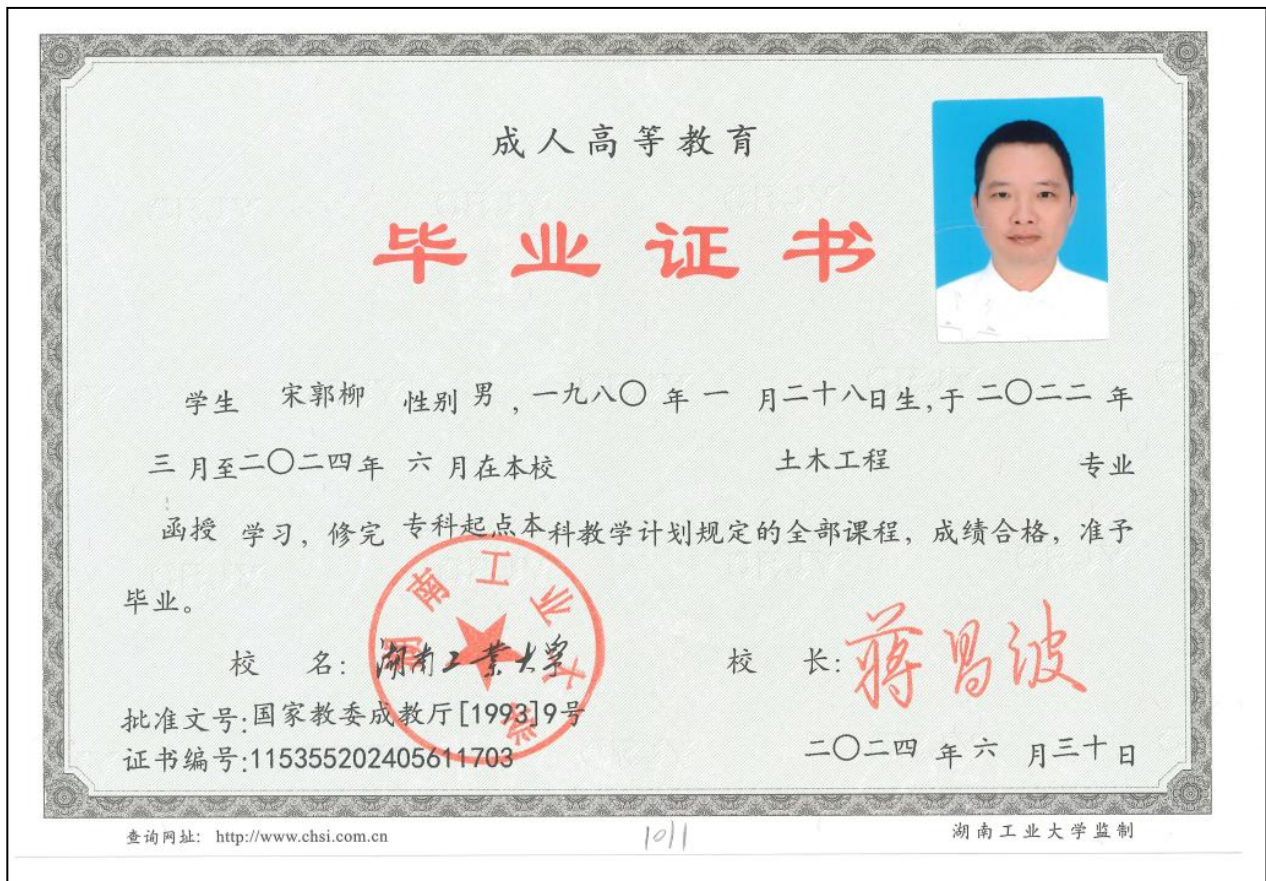 成人高等教育
毕业证书
学生 宋郭柳 性别 男 , 一九八〇 年 一 月二十八日生,于 二〇二二 年
三 月至二〇二四年 六 月在本校 土木工程 专业
函授 学习，修完 专科起点本科教学计划规定的全部课程，成绩合格，准予
毕业。
湖南工业大学
校 名: 湖南工業大学 校 长: 蒋昌波
批准文号:国家教委成教厅[1993]9号
证书编号:115355202405611703 二〇二四 年 六 月三十日
查询网址: http://www.chsi.com.cn 1011 湖南工业大学监制